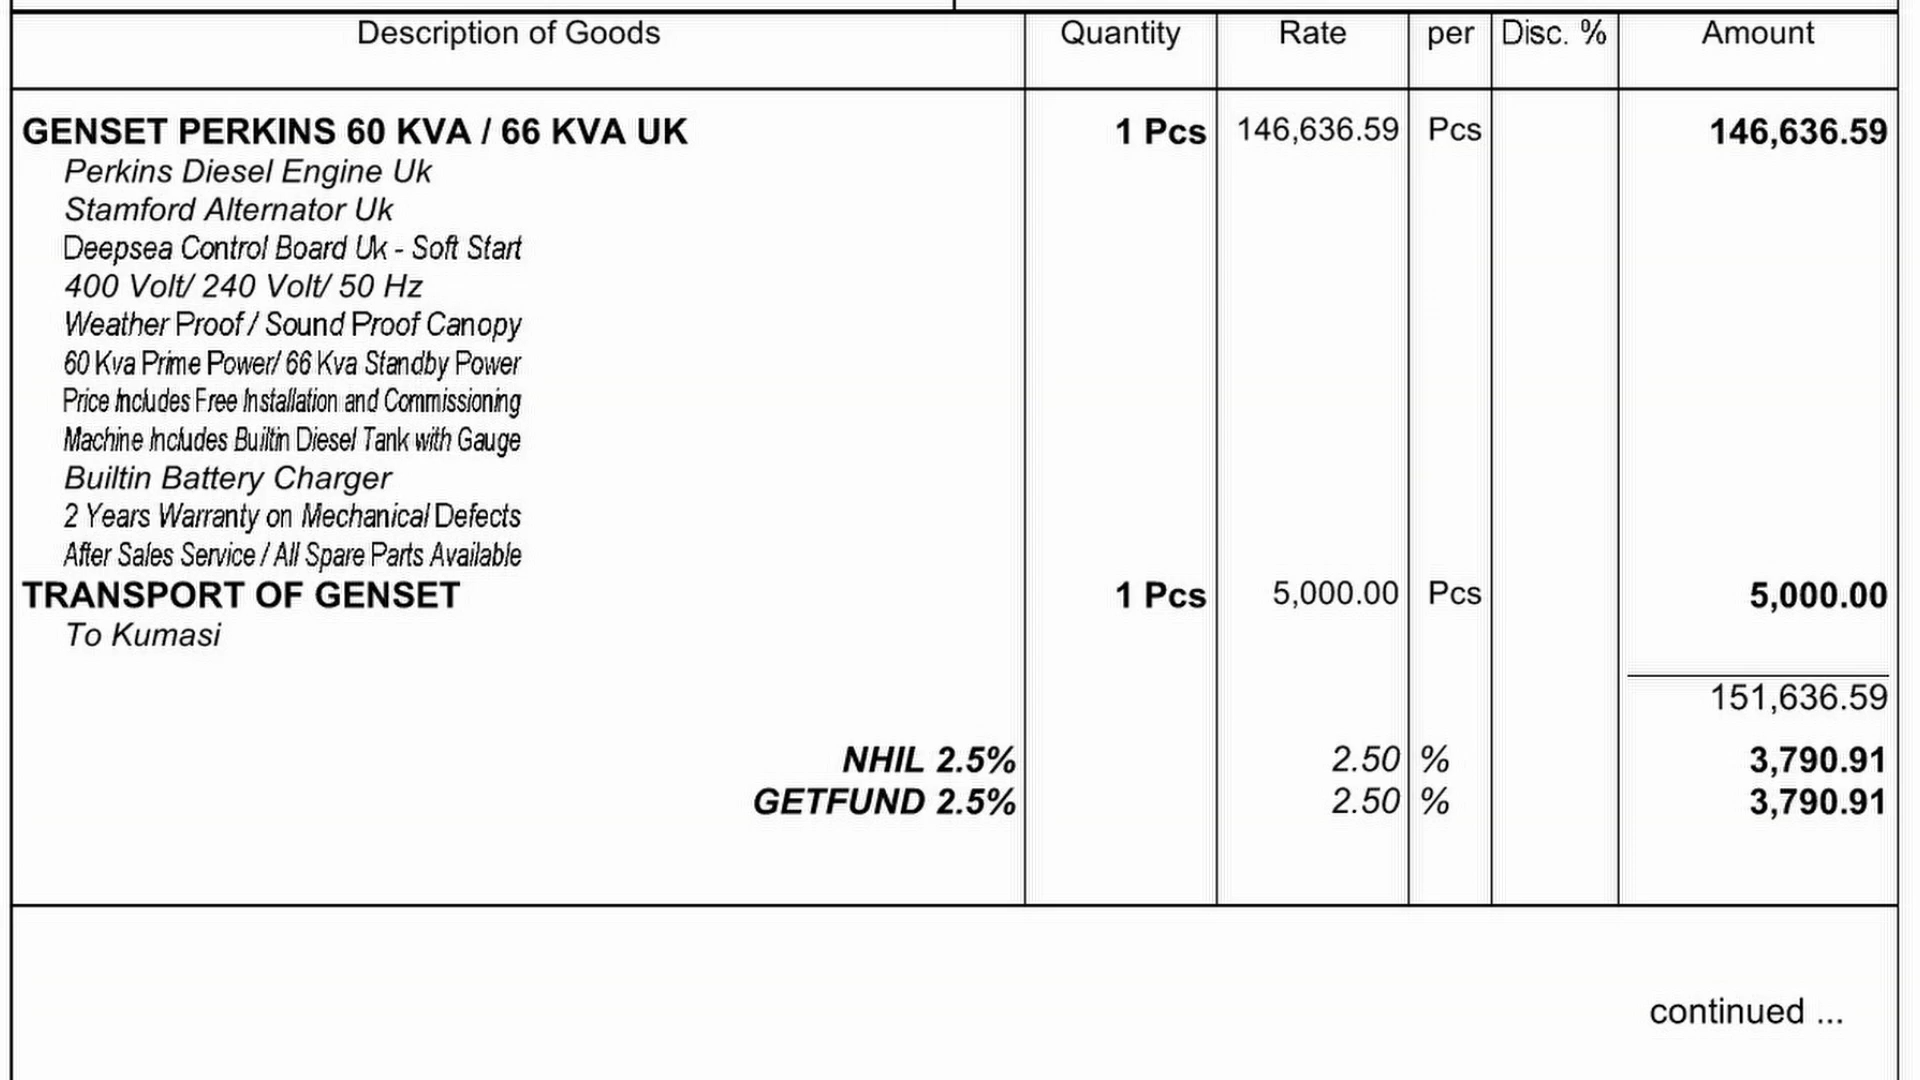 Description of Goods Quantity Rate per Disc. % Amount
GENSET PERKINS 60 KVA / 66 KVA UK 1 Pcs 146,636.59 Pcs 146,636.59
Perkins Diesel Engine Uk
Stamford Alternator Uk
Deepsea Control Board Uk - Soft Start
400 Volt/ 240 Volt/ 50 Hz
Weather Proof / Sound Proof Canopy
60 Kva Prime Power/ 66 Kva Standby Power
Price Includes Free Installation and Commissioning
Machine Includes Builtin Diesel Tank with Gauge
Builtin Battery Charger
2 Years Warranty on Mechanical Defects
After Sales Service / All Spare Parts Available
TRANSPORT OF GENSET 1 Pcs 5,000.00 Pcs 5,000.00
To Kumasi
151,636.59
NHIL 2.5% 2.50 % 3,790.91
GETFUND 2.5% 2.50 % 3,790.91
continued ...